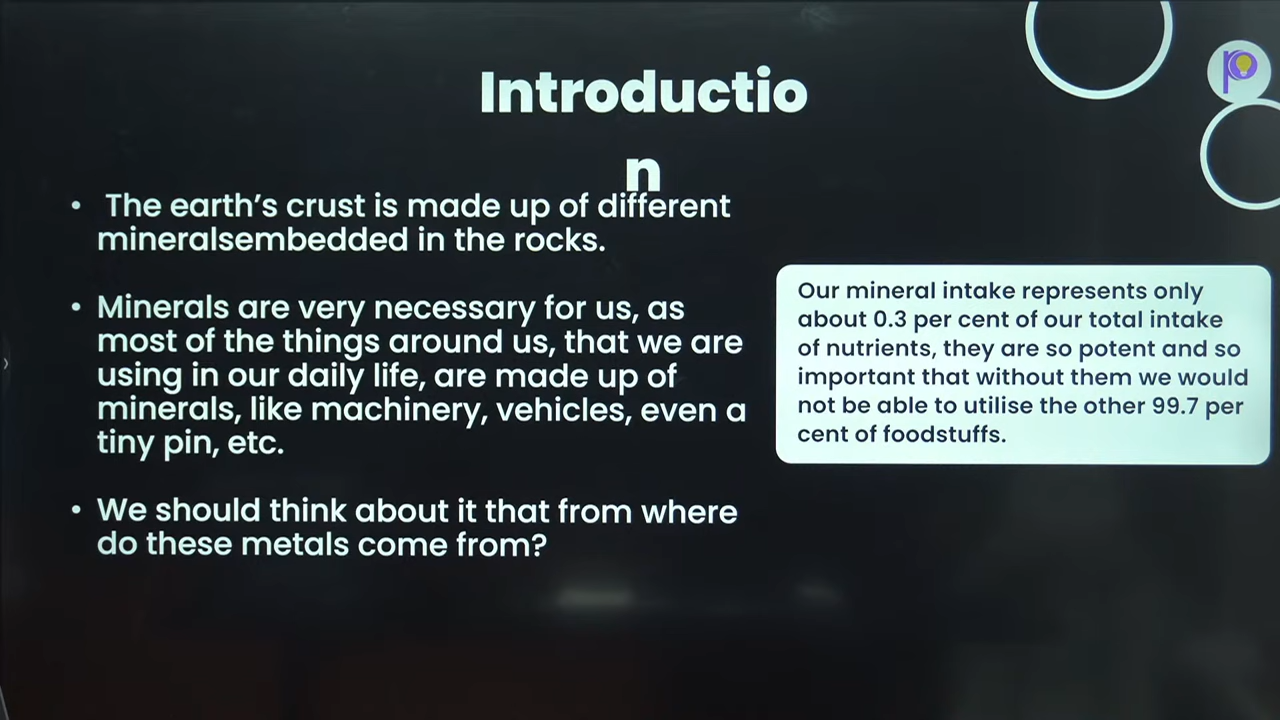 Introductio
n
• The earth's crust is made up of different
mineralsembedded in the rocks.
• Minerals are very necessary for us, as
most of the things around us, that we are
using in our daily life, are made up of
minerals, like machinery, vehicles, even a
tiny pin, etc.
• We should think about it that from where
do these metals come from?
Our mineral intake represents only
about 0.3 per cent of our total intake
of nutrients, they are so potent and so
important that without them we would
not be able to utilise the other 99.7 per
cent of foodstuffs.